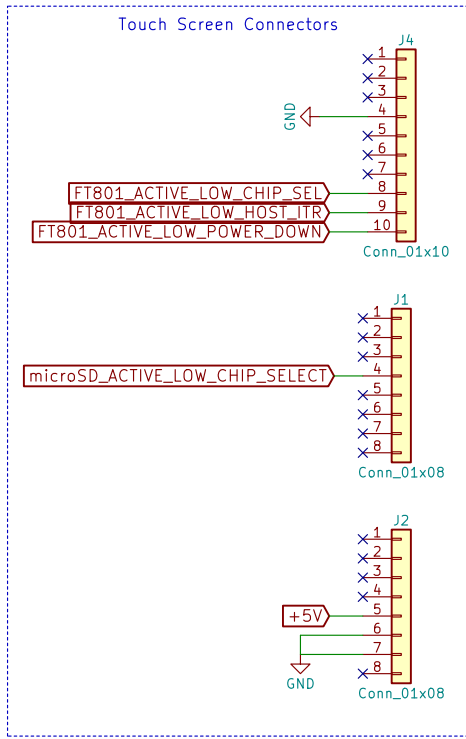 Touch Screen Connectors
J4
1
2
3
GND 4
5
6
7
FT801_ACTIVE_LOW_CHIP_SEL 8
FT801_ACTIVE_LOW_HOST_ITR 9
FT801_ACTIVE_LOW_POWER_DOWN 10
Conn_01x10
J1
1
2
3
microSD_ACTIVE_LOW_CHIP_SELECT 4
5
6
7
8
Conn_01x08
J2
1
2
3
4
+5V 5
6
7
GND 8
Conn_01x08